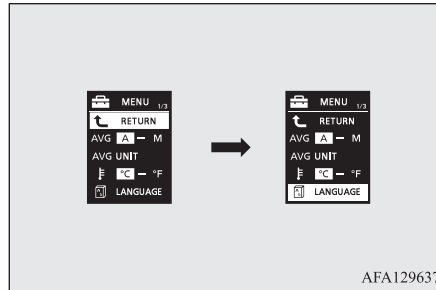 MENU 1/3
RETURN
AVG A – M
AVG UNIT
°C – °F
LANGUAGE
MENU 1/3
RETURN
AVG A – M
AVG UNIT
°C – °F
LANGUAGE
AFA129637